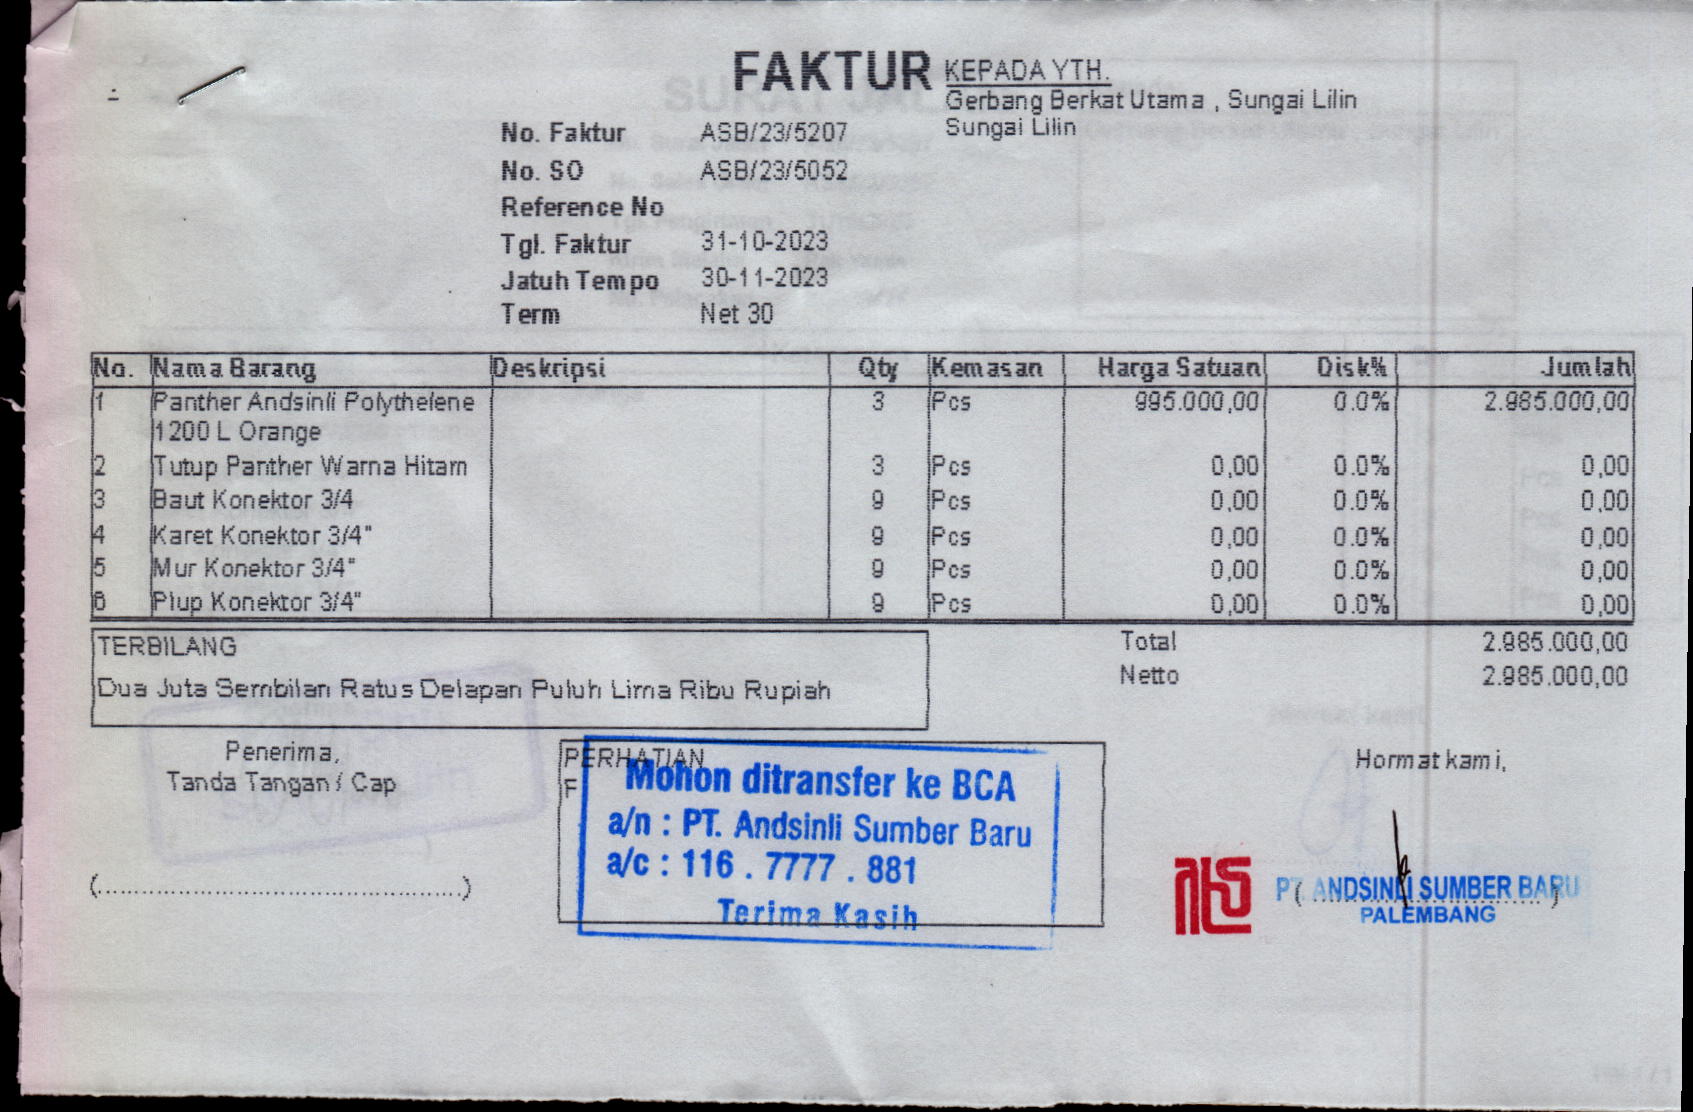 FAKTUR
KEPADA YTH.
Gerbang Berkat Utama , Sungai Lilin
Sungai Lilin
No. Faktur ASB/23/5207
No. SO ASB/23/5052
Reference No
Tgl. Faktur 31-10-2023
Jatuh Tempo 30-11-2023
Term Net 30
No. Nama Barang Deskripsi Qty Kemasan Harga Satuan Disk% Jumlah
1 Panther Andsinli Polythelene 3 Pcs 995.000,00 0.0% 2.985.000,00
1200 L Orange
2 Tutup Panther Warna Hitam 3 Pcs 0,00 0.0% 0,00
3 Baut Konektor 3/4 9 Pcs 0,00 0.0% 0,00
4 Karet Konektor 3/4" 9 Pcs 0,00 0.0% 0,00
5 Mur Konektor 3/4" 9 Pcs 0,00 0.0% 0,00
6 Plup Konektor 3/4" 9 Pcs 0,00 0.0% 0,00
TERBILANG
Dua Juta Sembilan Ratus Delapan Puluh Lima Ribu Rupiah
Total 2.985.000,00
Netto 2.985.000,00
Penerima,
Tanda Tangan / Cap
(..............................................)
PERHATIAN
F
Mohon ditransfer ke BCA
a/n : PT. Andsinli Sumber Baru
a/c : 116 . 7777 . 881
Terima Kasih
Hormat kami,
PT. ANDSINLI SUMBER BARU
PALEMBANG